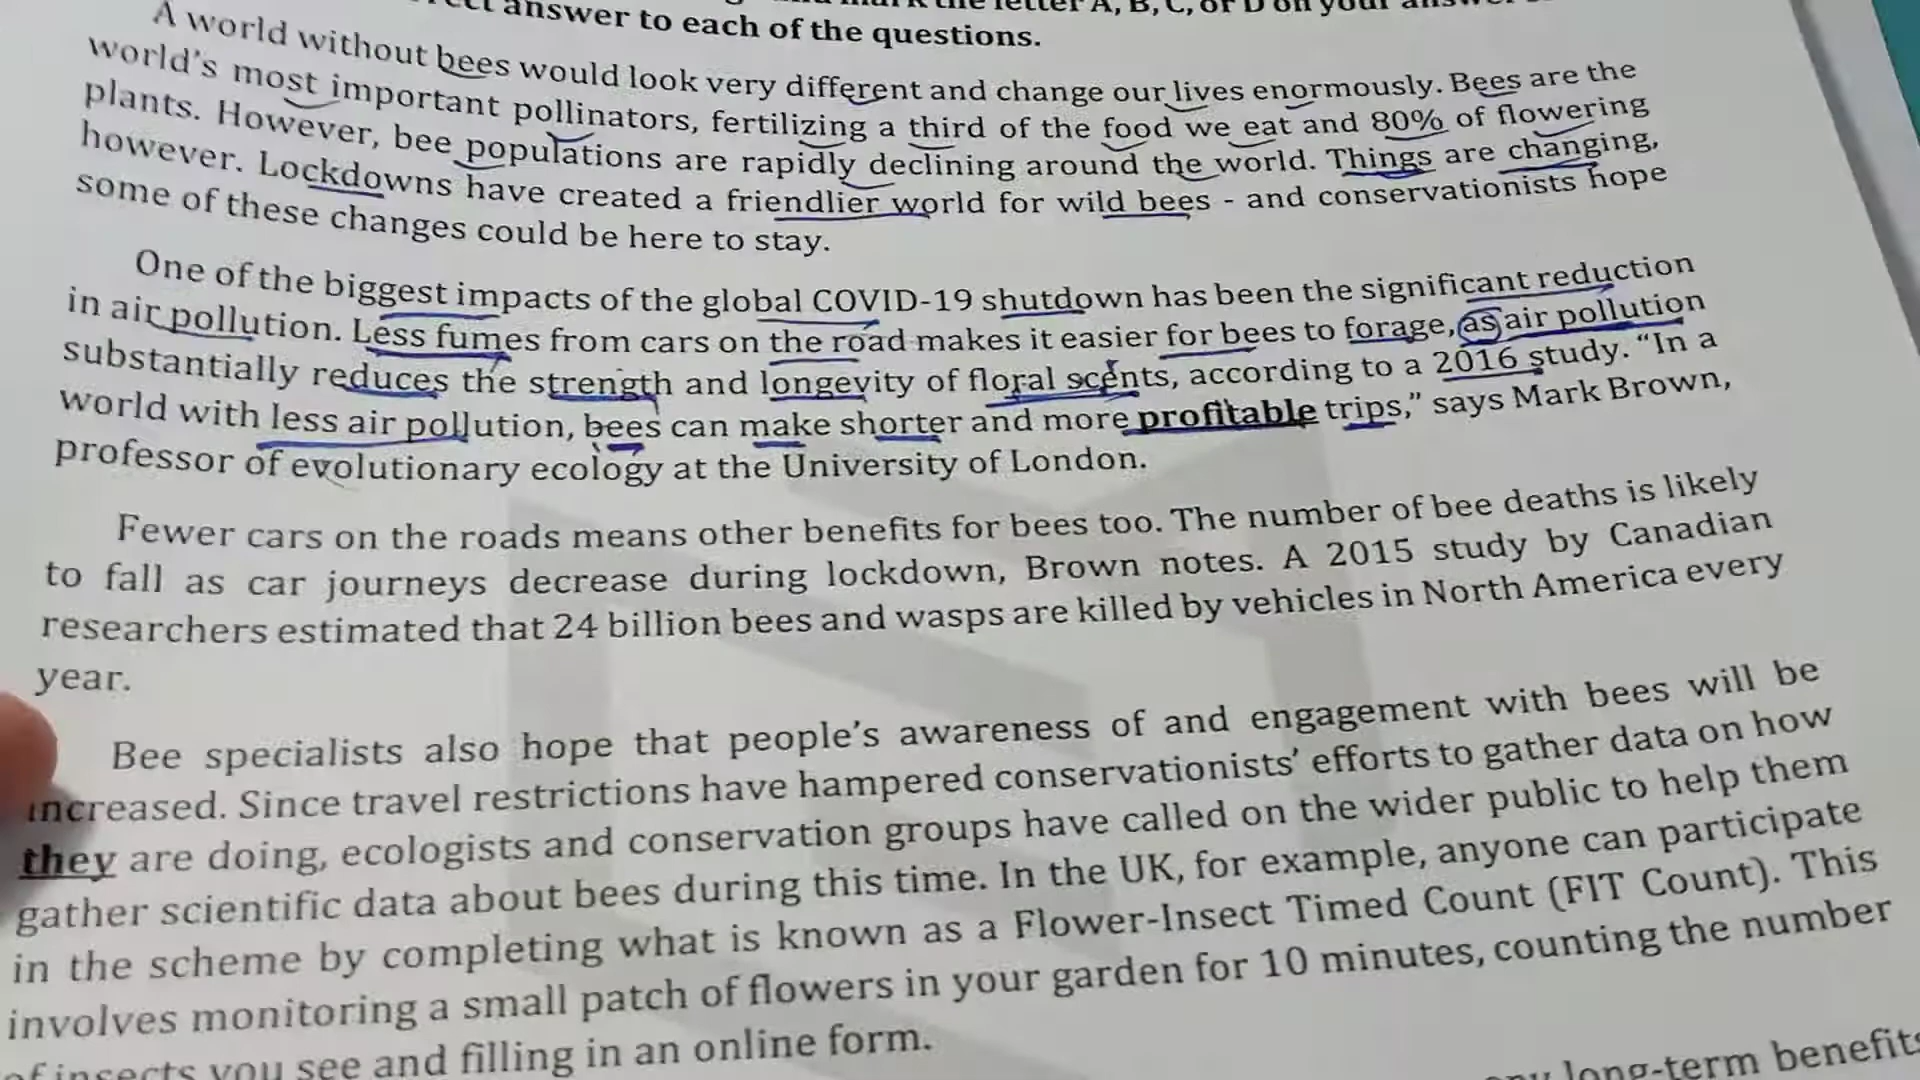 answer to each of the questions.
A world without bees would look very different and change our lives enormously. Bees are the
world's most important pollinators, fertilizing a third of the food we eat and 80% of flowering
plants. However, bee populations are rapidly declining around the world. Things are changing,
however. Lockdowns have created a friendlier world for wild bees - and conservationists hope
some of these changes could be here to stay.
One of the biggest impacts of the global COVID-19 shutdown has been the significant reduction
in air pollution. Less fumes from cars on the road makes it easier for bees to forage, as air pollution
substantially reduces the strength and longevity of floral scents, according to a 2016 study. “In a
world with less air pollution, bees can make shorter and more profitable trips,” says Mark Brown,
professor of evolutionary ecology at the University of London.
Fewer cars on the roads means other benefits for bees too. The number of bee deaths is likely
to fall as car journeys decrease during lockdown, Brown notes. A 2015 study by Canadian
researchers estimated that 24 billion bees and wasps are killed by vehicles in North America every
year.
Bee specialists also hope that people's awareness of and engagement with bees will be
increased. Since travel restrictions have hampered conservationists' efforts to gather data on how
they are doing, ecologists and conservation groups have called on the wider public to help them
gather scientific data about bees during this time. In the UK, for example, anyone can participate
in the scheme by completing what is known as a Flower-Insect Timed Count (FIT Count). This
involves monitoring a small patch of flowers in your garden for 10 minutes, counting the number
of insects you see and filling in an online form.
long-term benefits